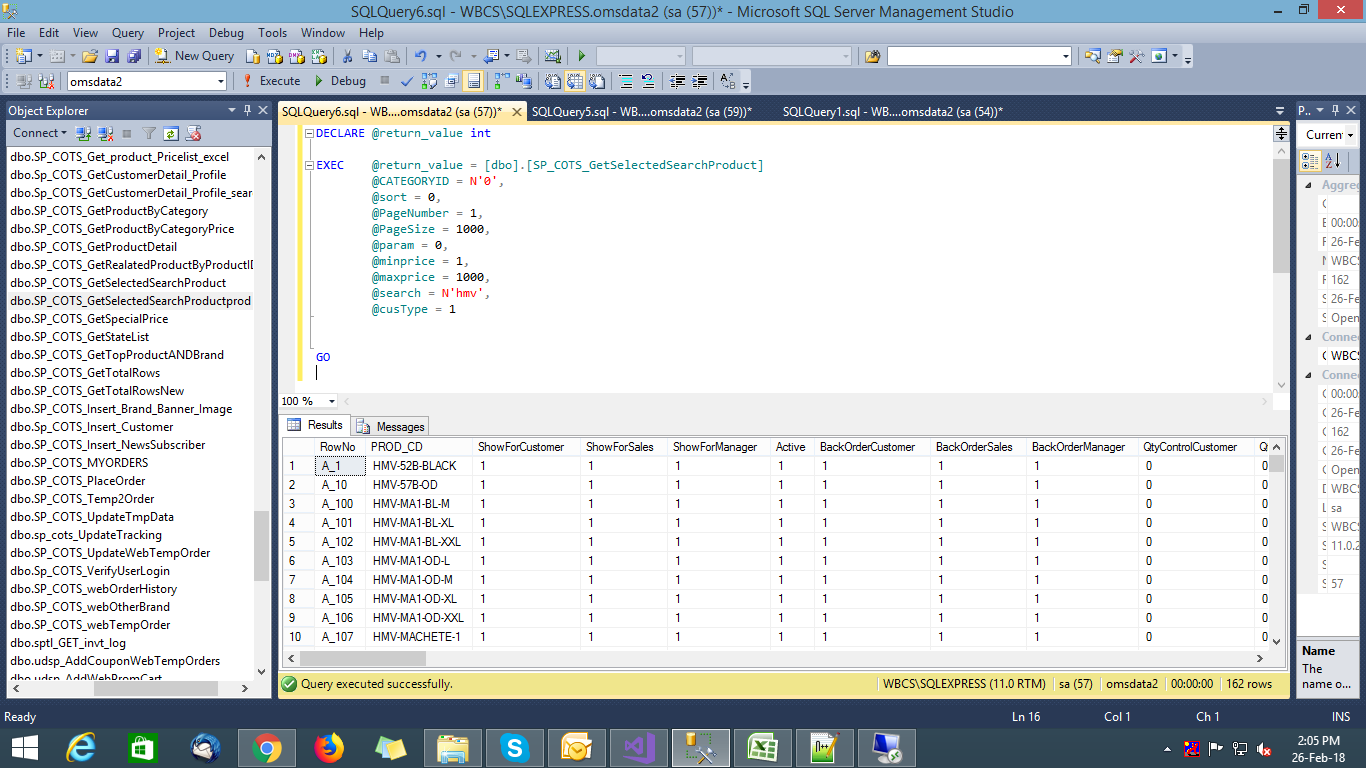 SQLQuery6.sql - WBCS\SQLEXPRESS.omsdata2 (sa (57))* - Microsoft SQL Server Management Studio
File Edit View Query Project Debug Tools Window Help
New Query
omsdata2 Execute Debug
Object Explorer
Connect
dbo.SP_COTS_Get_product_Pricelist_excel
dbo.SP_COTS_GetCustomerDetail_Profile
dbo.SP_COTS_GetCustomerDetail_Profile_sear
dbo.SP_COTS_GetProductByCategory
dbo.SP_COTS_GetProductByCategoryPrice
dbo.SP_COTS_GetProductDetail
dbo.SP_COTS_GetRealatedProductByProductID
dbo.SP_COTS_GetSelectedSearchProduct
dbo.SP_COTS_GetSelectedSearchProductprod
dbo.SP_COTS_GetSpecialPrice
dbo.SP_COTS_GetStateList
dbo.SP_COTS_GetTopProductANDBrand
dbo.SP_COTS_GetTotalRows
dbo.SP_COTS_GetTotalRowsNew
dbo.SP_COTS_Insert_Brand_Banner_Image
dbo.SP_COTS_Insert_Customer
dbo.SP_COTS_Insert_NewsSubscriber
dbo.SP_COTS_MYORDERS
dbo.SP_COTS_PlaceOrder
dbo.SP_COTS_Temp2Order
dbo.SP_COTS_UpdateTmpData
dbo.sp_cots_UpdateTracking
dbo.SP_COTS_UpdateWebTempOrder
dbo.Sp_COTS_VerifyUserLogin
dbo.SP_COTS_webOrderHistory
dbo.SP_COTS_webOtherBrand
dbo.SP_COTS_webTempOrder
dbo.sptl_GET_invt_log
dbo.udsp_AddCouponWebTempOrders
dbo.udsp_AddWebPromCart
SQLQuery6.sql - WB....omsdata2 (sa (57))* SQLQuery5.sql - WB....omsdata2 (sa (59))* SQLQuery1.sql - WB....omsdata2 (sa (54))*
DECLARE @return_value int
EXEC @return_value = [dbo].[SP_COTS_GetSelectedSearchProduct]
@CATEGORYID = N'0',
@sort = 0,
@PageNumber = 1,
@PageSize = 1000,
@param = 0,
@minprice = 1,
@maxprice = 1000,
@search = N'hmv',
@cusType = 1
GO
100 %
Results Messages
RowNo PROD_CD ShowForCustomer ShowForSales ShowForManager Active BackOrderCustomer BackOrderSales BackOrderManager QtyControlCustomer Q
1 A_1 HMV-52B-BLACK 1 1 1 1 1 1 1 0 0
2 A_10 HMV-57B-OD 1 1 1 1 1 1 1 0 0
3 A_100 HMV-MA1-BL-M 1 1 1 1 1 1 1 0 0
4 A_101 HMV-MA1-BL-XL 1 1 1 1 1 1 1 0 0
5 A_102 HMV-MA1-BL-XXL 1 1 1 1 1 1 1 0 0
6 A_103 HMV-MA1-OD-L 1 1 1 1 1 1 1 0 0
7 A_104 HMV-MA1-OD-M 1 1 1 1 1 1 1 0 0
8 A_105 HMV-MA1-OD-XL 1 1 1 1 1 1 1 0 0
9 A_106 HMV-MA1-OD-XXL 1 1 1 1 1 1 1 0 0
10 A_107 HMV-MACHETE-1 1 1 1 1 1 1 1 0 0
Query executed successfully. WBCS\SQLEXPRESS (11.0 RTM) sa (57) omsdata2 00:00:00 162 rows
P..
Curren
Aggre
C
E 00:00
F 26-Fe
N WBC
F 162
S 26-Fe
S Open
Conne
C WBC
Conne
C 00:00
C 26-Fe
C 162
C 26-Fe
C Open
D WBC
L sa
S WBC
S 11.0.2
S
S 57
Name
The
name o...
Ready Ln 16 Col 1 Ch 1 INS
2:05 PM
26-Feb-18